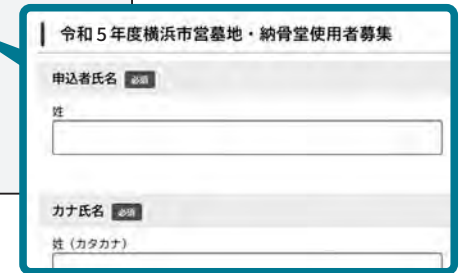 令和5年度横浜市営墓地・納骨堂使用者募集
申込者氏名 必須
姓
カナ氏名 必須
姓（カタカナ）